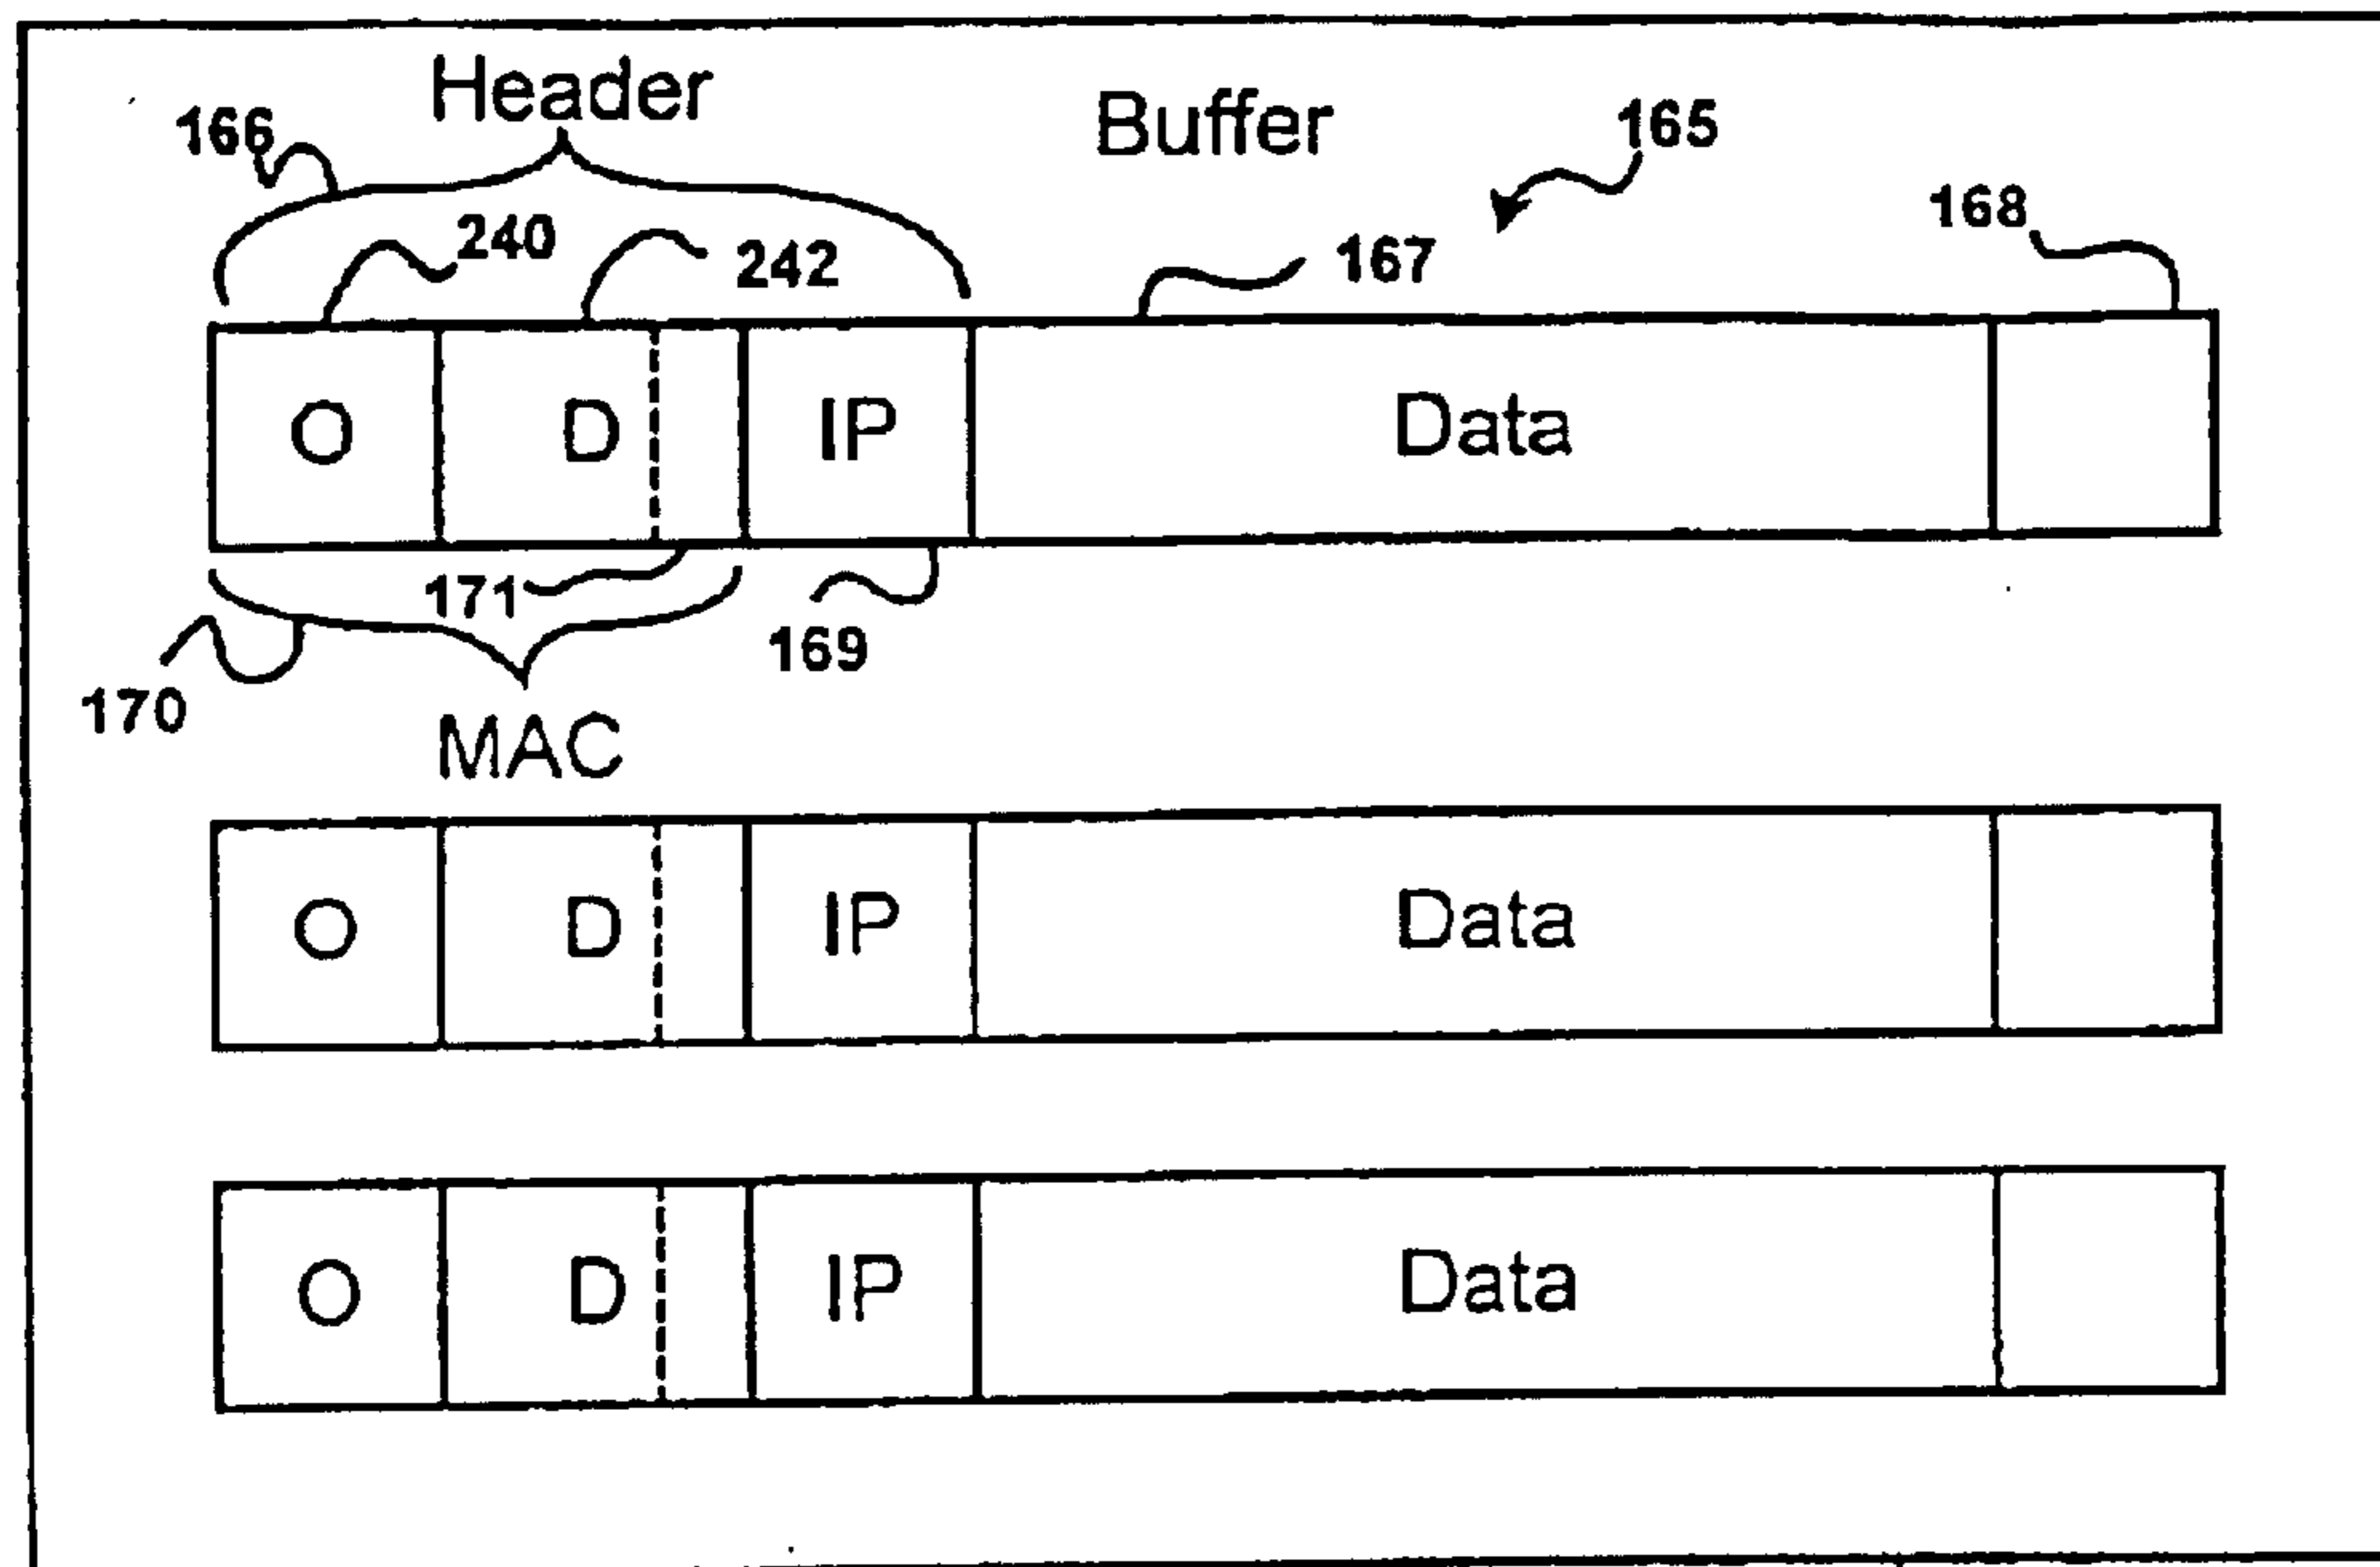 Header
Buffer
166
165
168
240
242
167
O D IP Data
171
169
170
MAC
O D IP Data
O D IP Data